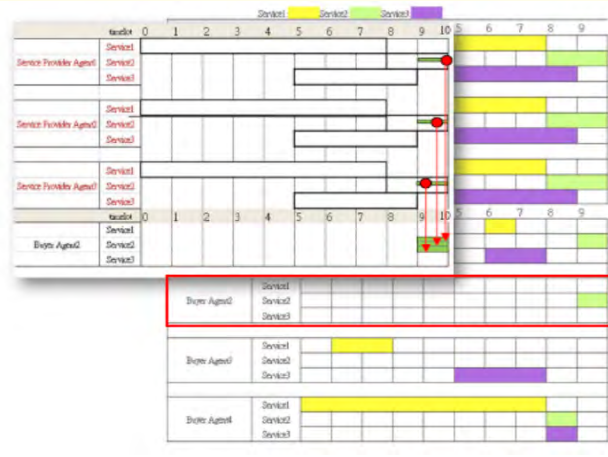 Service1 Service2 Service3
timeslot 0 1 2 3 4 5 6 7 8 9 10
Service1
Service Provider Agent1 Service2
Service3
Service1
Service Provider Agent2 Service2
Service3
Service1
Service Provider Agent3 Service2
Service3
timeslot 0 1 2 3 4 5 6 7 8 9 10
Service1
Buyer Agent2 Service2
Service3
5 6 7 8 9
5 6 7 8 9
Service1
Buyer Agent2 Service2
Service3
Service1
Buyer Agent3 Service2
Service3
Service1
Buyer Agent4 Service2
Service3